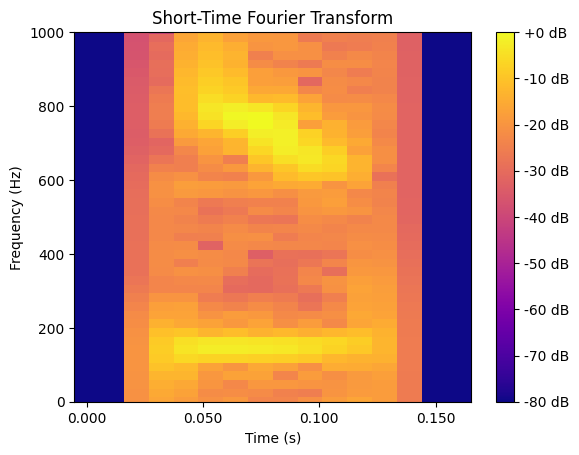 Short-Time Fourier Transform
1000
800
600
400
200
0
Frequency (Hz)
0.000
0.050
0.100
0.150
Time (s)
+0 dB
-10 dB
-20 dB
-30 dB
-40 dB
-50 dB
-60 dB
-70 dB
-80 dB